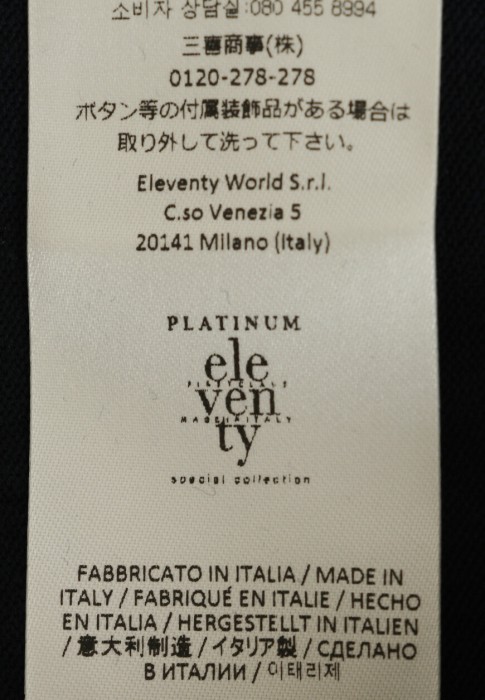 소비자 상담실:080 455 8994
三喜商事(株)
0120-278-278
ボタン等の付属装飾品がある場合は
取り外して洗って下さい。
Eleventy World S.r.l.
C.so Venezia 5
20141 Milano (Italy)
PLATINUM
ele
ven
MADE IN ITALY
ty
special collection
FABBRICATO IN ITALIA / MADE IN
ITALY / FABRIQUÉ EN ITALIE / HECHO
EN ITALIA / HERGESTELLT IN ITALIEN
/ 意大利制造 / イタリア製 / СДЕЛАНО
В ИТАЛИИ / 이태리제